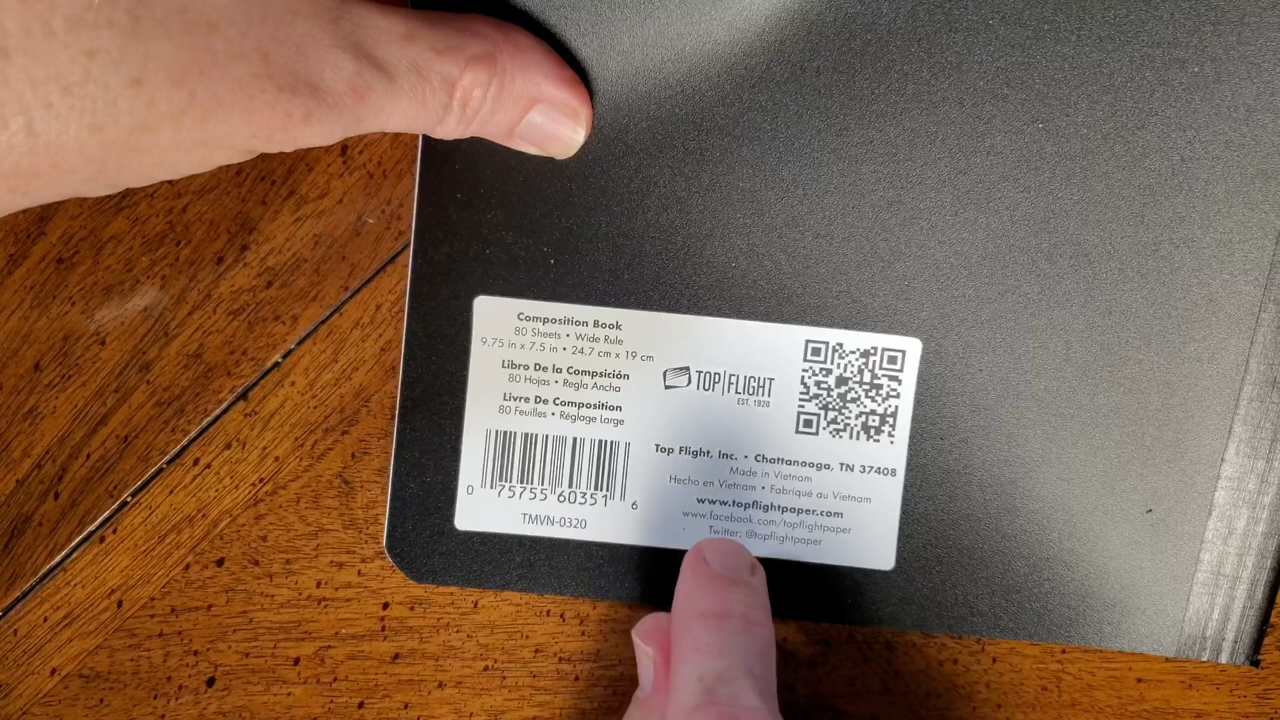 Composition Book
80 Sheets • Wide Rule
9.75 in x 7.5 in • 24.7 cm x 19 cm
Libro De la Compsición
80 Hojas • Regla Ancha
Livre De Composition
80 Feuilles • Réglage Large
0 75755 60351 6
TMVN-0320
TOP|FLIGHT
EST. 1920
Top Flight, Inc. • Chattanooga, TN 37408
Made in Vietnam
Hecho en Vietnam • Fabriqué au Vietnam
www.topflightpaper.com
www.facebook.com/topflightpaper
Twitter: @topflightpaper